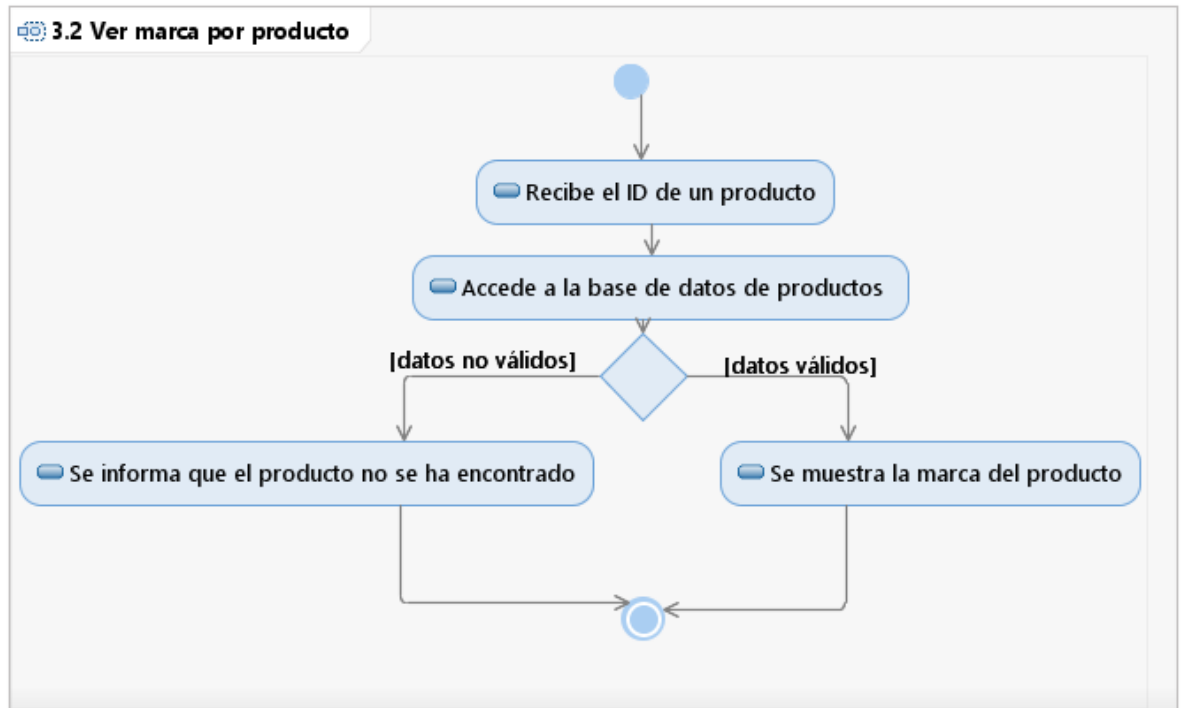 3.2 Ver marca por producto
Recibe el ID de un producto
Accede a la base de datos de productos
[datos no válidos]
[datos válidos]
Se informa que el producto no se ha encontrado
Se muestra la marca del producto